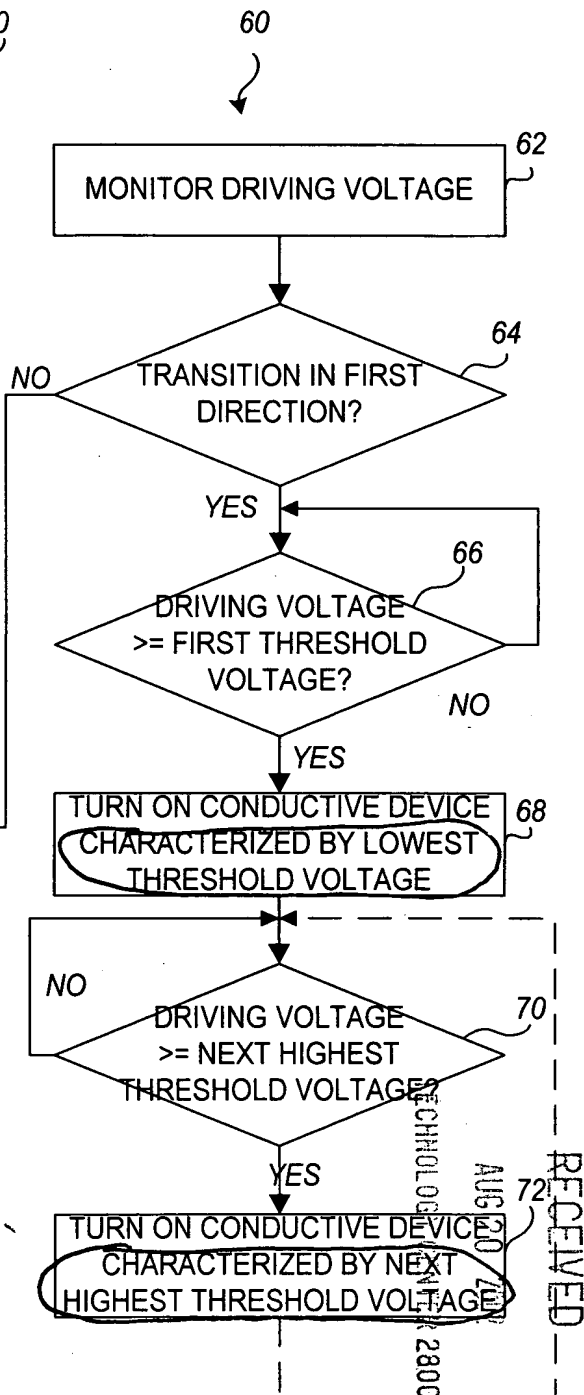 60
MONITOR DRIVING VOLTAGE
62
64
TRANSITION IN FIRST
DIRECTION?
NO
YES
66
DRIVING VOLTAGE
>= FIRST THRESHOLD
VOLTAGE?
NO
YES
TURN ON CONDUCTIVE DEVICE
CHARACTERIZED BY LOWEST
THRESHOLD VOLTAGE
68
NO
DRIVING VOLTAGE
>= NEXT HIGHEST
THRESHOLD VOLTAGE?
70
YES
72
TURN ON CONDUCTIVE DEVICE
CHARACTERIZED BY NEXT
HIGHEST THRESHOLD VOLTAGE
RECEIVED
AUG 20
2800